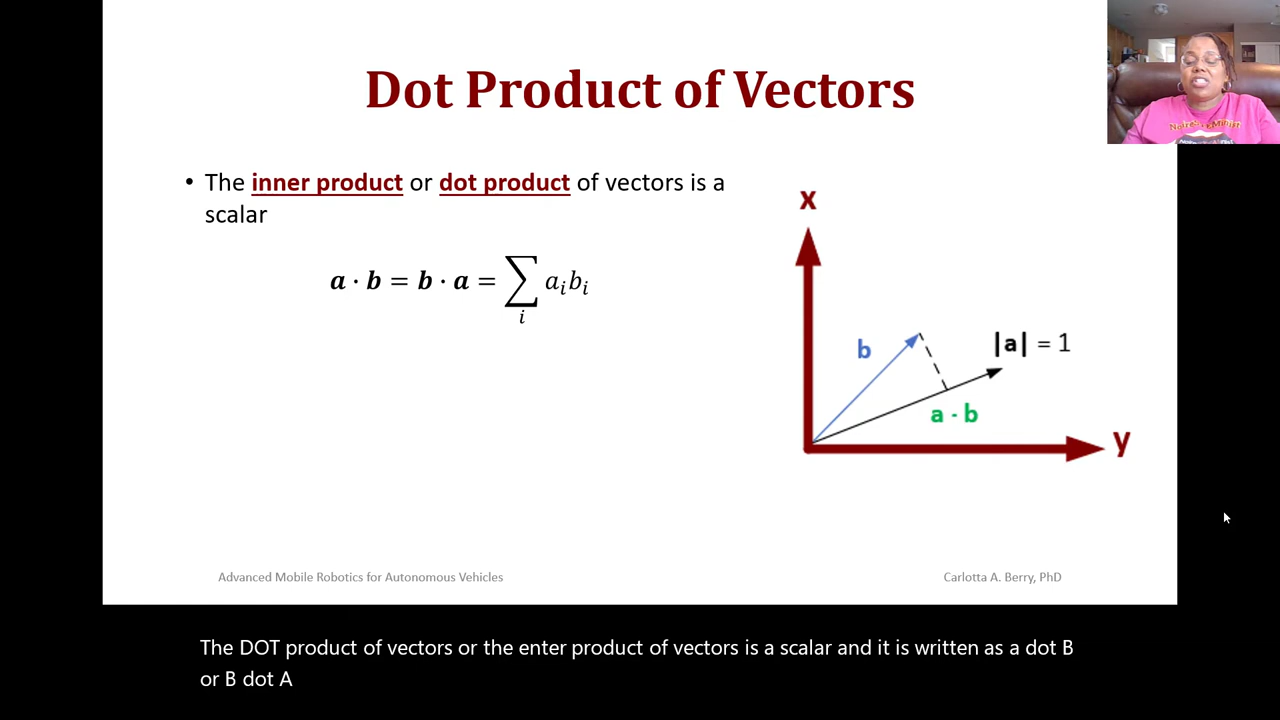 Dot Product of Vectors
• The inner product or dot product of vectors is a
scalar
a · b = b · a = ∑ aᵢbᵢ
i
x
b
|a| = 1
a · b
y
Advanced Mobile Robotics for Autonomous Vehicles
Carlotta A. Berry, PhD
The DOT product of vectors or the enter product of vectors is a scalar and it is written as a dot B
or B dot A